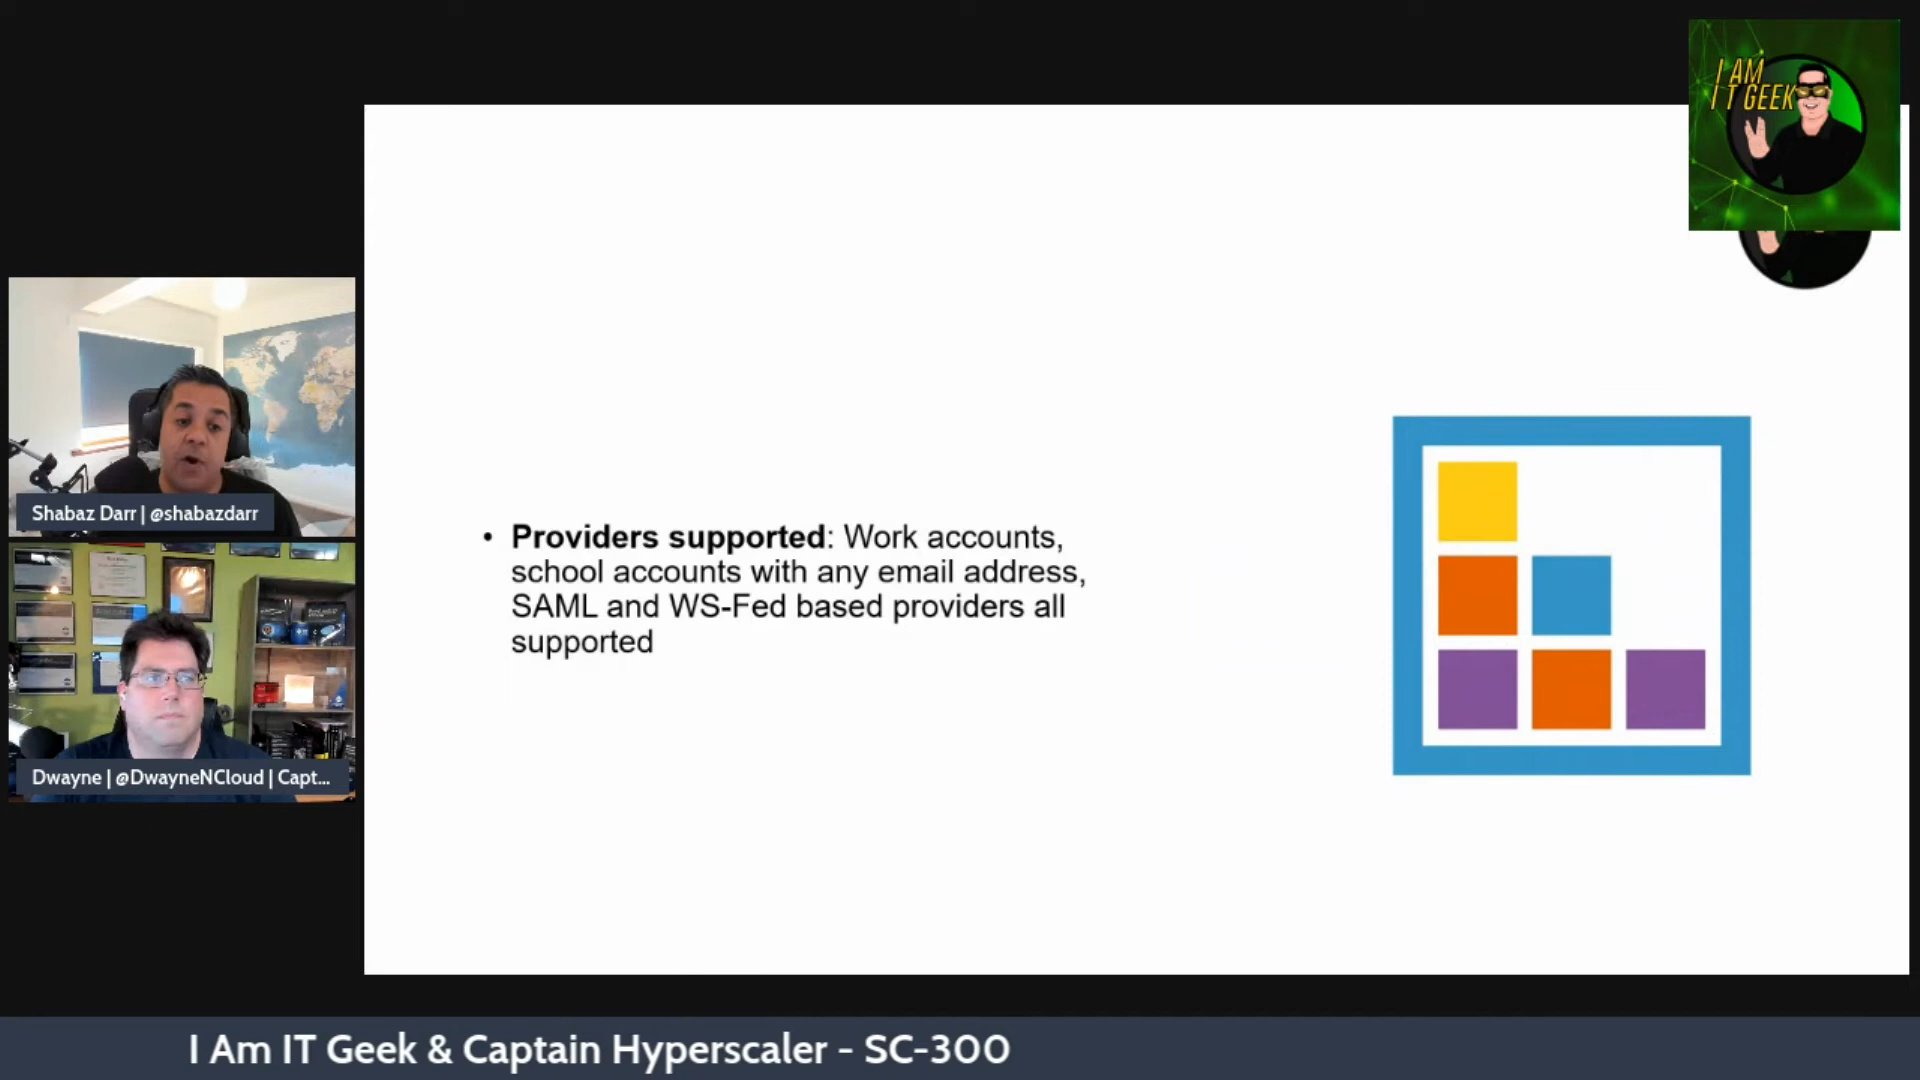 I AM
IT GEEK
Shabaz Darr | @shabazdarr
• Providers supported: Work accounts,
school accounts with any email address,
SAML and WS-Fed based providers all
supported
Dwayne | @DwayneNCloud | Capt...
I Am IT Geek & Captain Hyperscaler - SC-300